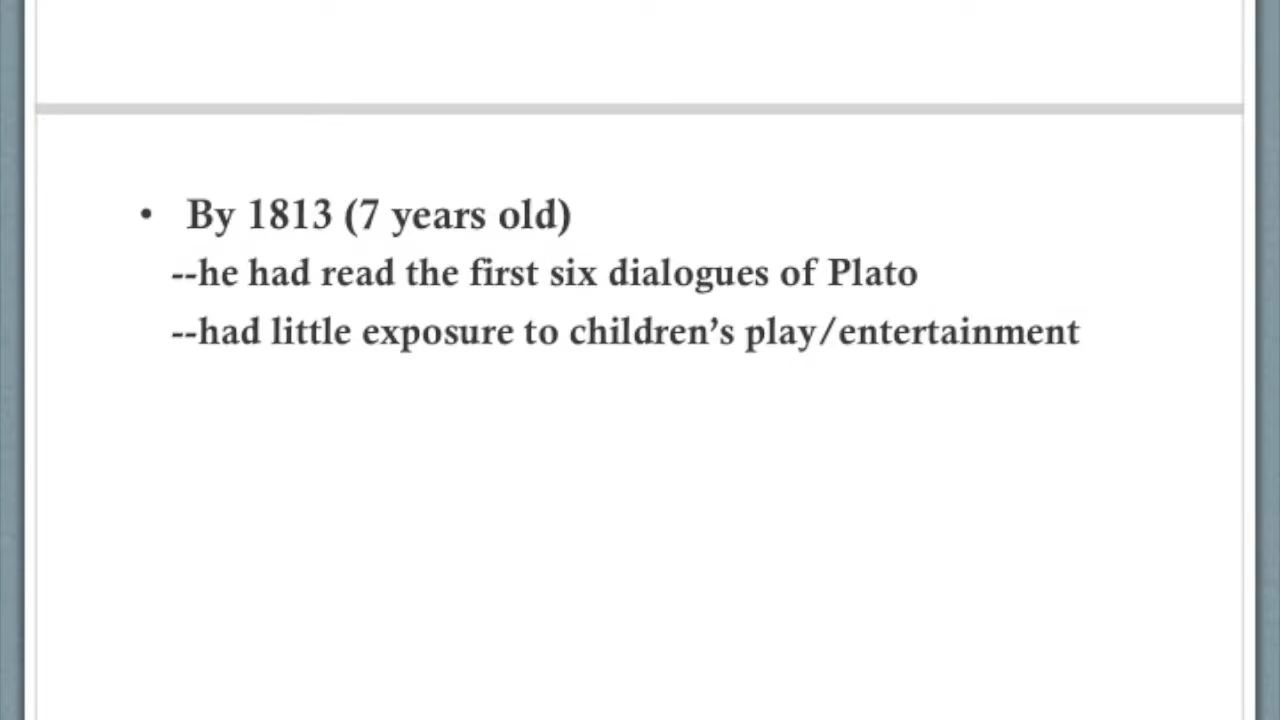 • By 1813 (7 years old)
--he had read the first six dialogues of Plato
--had little exposure to children’s play/entertainment